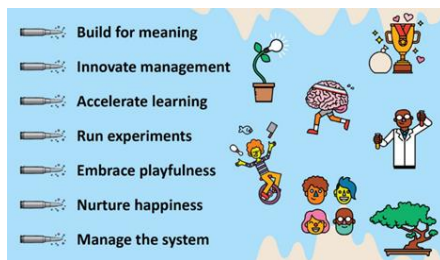 Build for meaning
Innovate management
Accelerate learning
Run experiments
Embrace playfulness
Nurture happiness
Manage the system